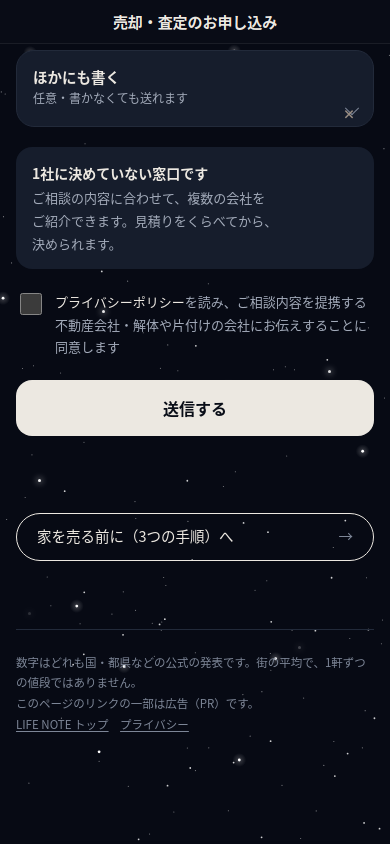 売却・査定のお申し込み
ほかにも書く
任意・書かなくても送れます
1社に決めていない窓口です
ご相談の内容に合わせて、複数の会社を
ご紹介できます。見積りをくらべてから、
決められます。
プライバシーポリシーを読み、ご相談内容を提携する
不動産会社・解体や片付けの会社にお伝えすることに
同意します
送信する
家を売る前に（3つの手順）へ →
数字はどれも国・都県などの公式の発表です。街の平均で、1軒ずつ
の値段ではありません。
このページのリンクの一部は広告（PR）です。
LIFE NOTE トップ プライバシー